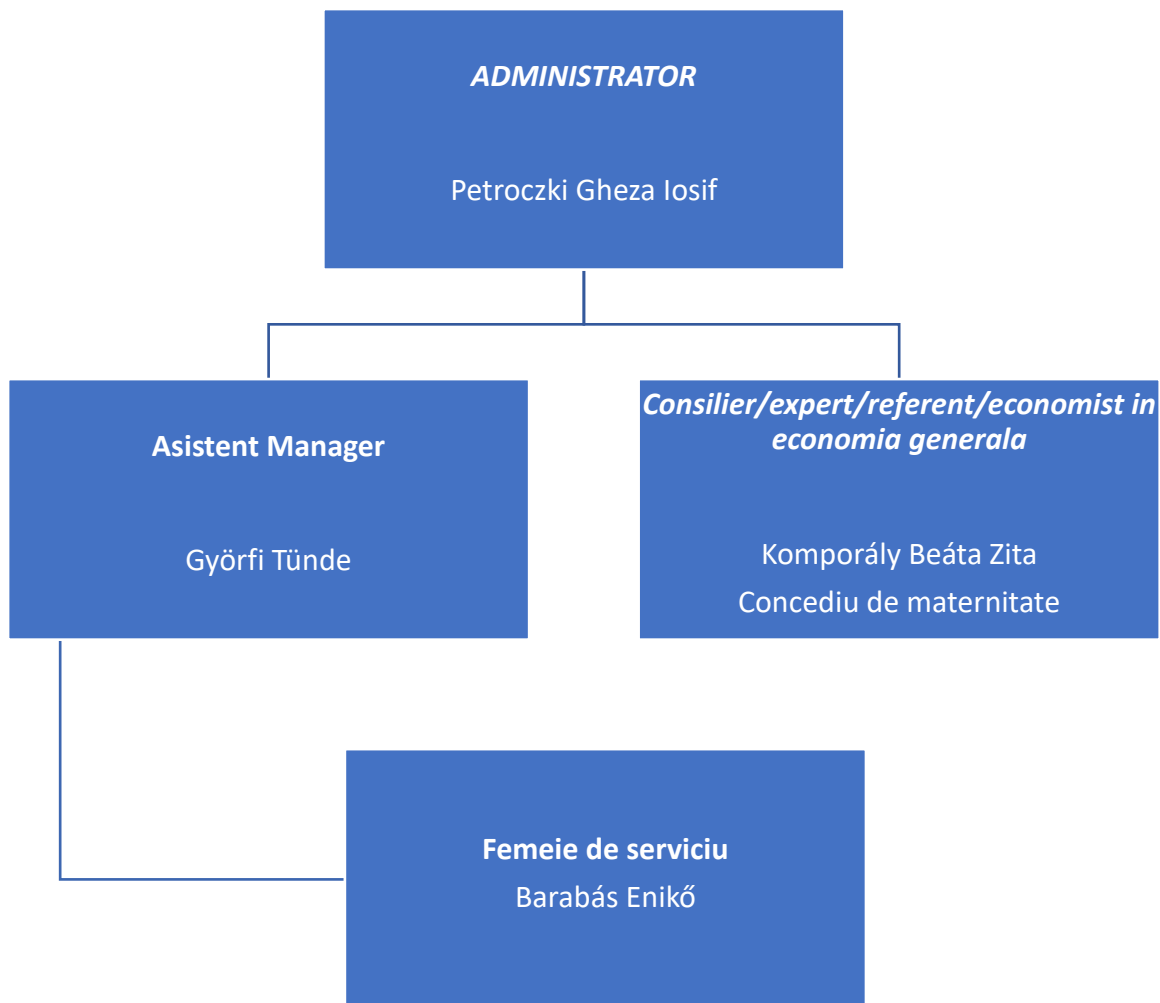 ADMINISTRATOR
Petroczki Gheza Iosif
Asistent Manager
Györfi Tünde
Consilier/expert/referent/economist in
economia generala
Komporály Beáta Zita
Concediu de maternitate
Femeie de serviciu
Barabás Enikő